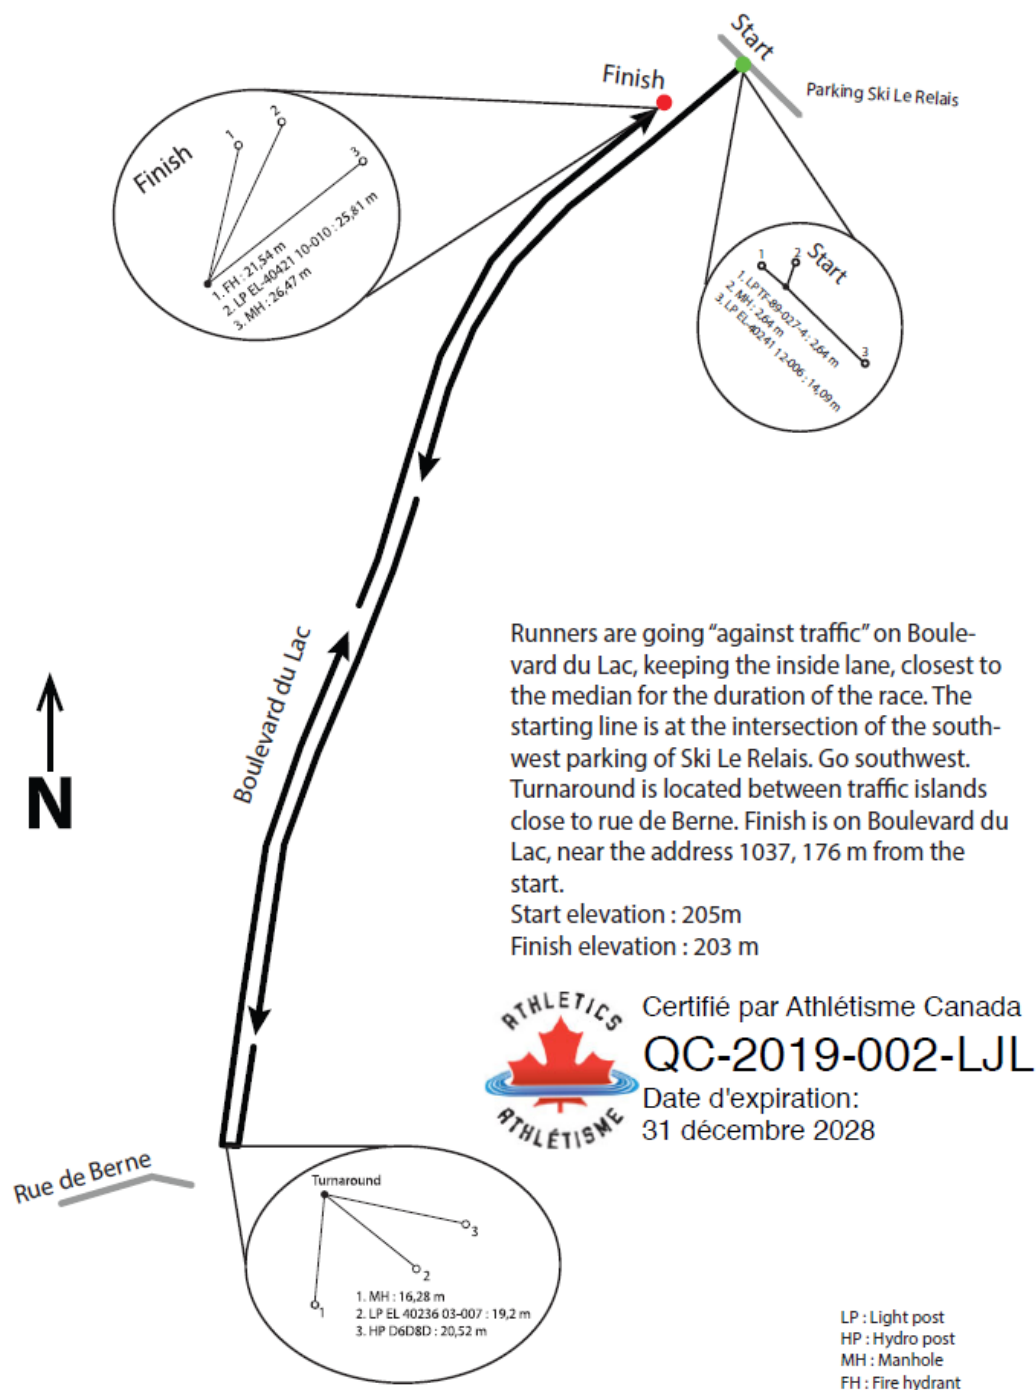 Start
Finish
Parking Ski Le Relais
Finish
1
2
3
1. FH : 21,54 m
2. LP EL-40421 10-010 : 25,81 m
3. MH : 26,47 m
Start
1
2
3
1. LP TF-89-027-4 : 2,64 m
2. MH : 2,64 m
3. LP EL-40241 12-006 : 14,09 m
Boulevard du Lac
N
Runners are going “against traffic” on Boule-
vard du Lac, keeping the inside lane, closest to
the median for the duration of the race. The
starting line is at the intersection of the south-
west parking of Ski Le Relais. Go southwest.
Turnaround is located between traffic islands
close to rue de Berne. Finish is on Boulevard du
Lac, near the address 1037, 176 m from the
start.
Start elevation : 205m
Finish elevation : 203 m
ATHLETICS
ATHLÉTISME
Certifié par Athlétisme Canada
QC-2019-002-LJL
Date d'expiration:
31 décembre 2028
Rue de Berne
Turnaround
3
2
1
1. MH : 16,28 m
2. LP EL 40236 03-007 : 19,2 m
3. HP D6D8D : 20,52 m
LP : Light post
HP : Hydro post
MH : Manhole
FH : Fire hydrant